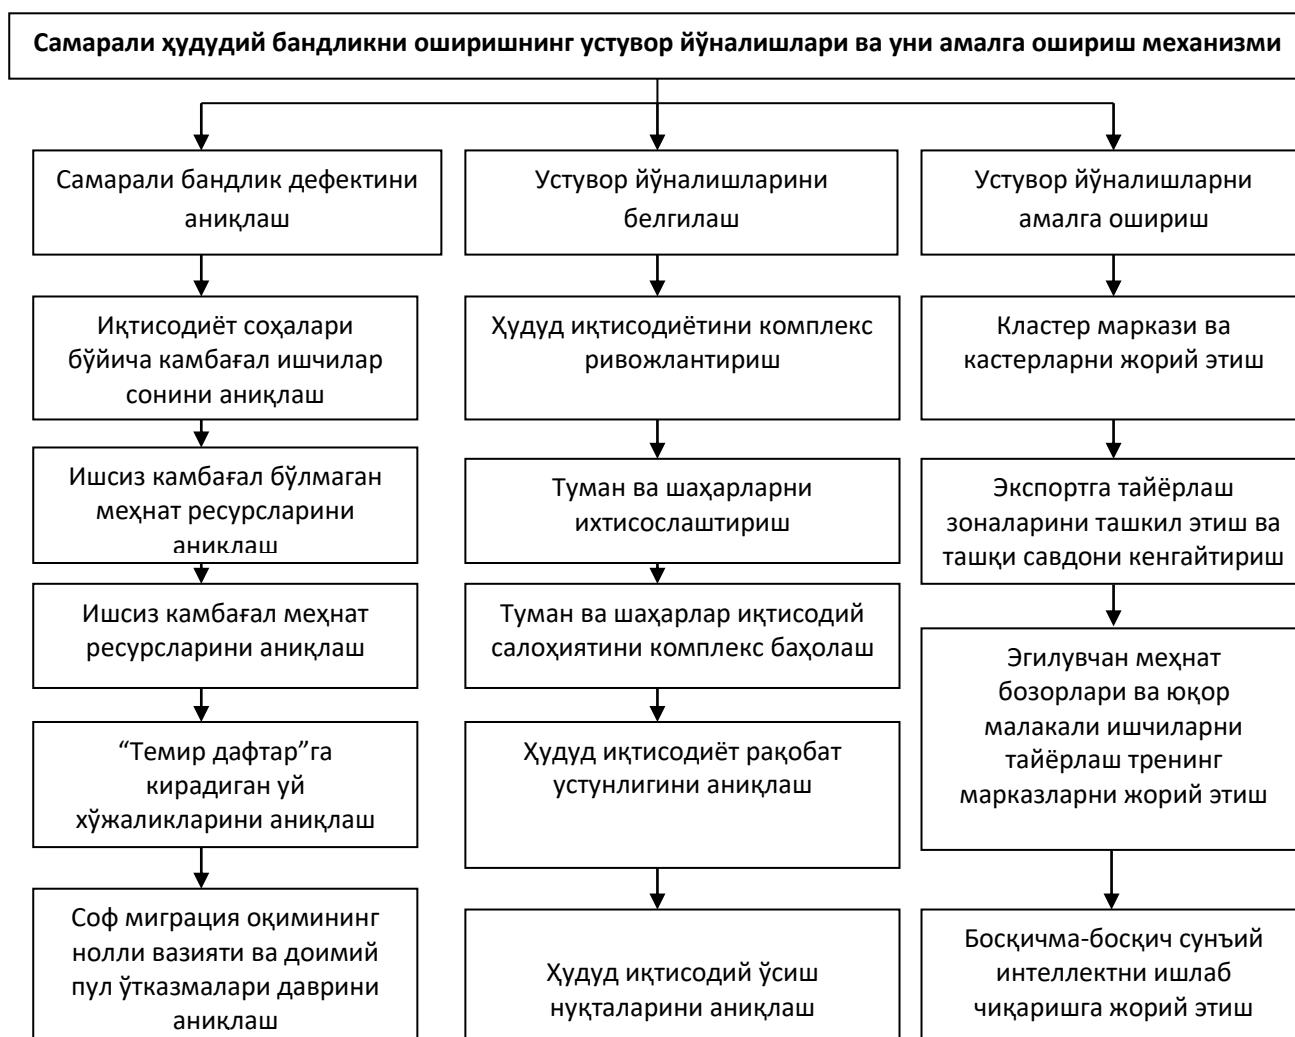 Самарали ҳудудий бандликни оширишнинг устувор йўналишлари ва уни амалга ошириш механизми
Самарали бандлик дефектини
аниқлаш
Иқтисодиёт соҳалари
бўйича камбағал ишчилар
сонини аниқлаш
Ишсиз камбағал бўлмаган
меҳнат ресурсларини
аниқлаш
Ишсиз камбағал меҳнат
ресурсларини аниқлаш
“Темир дафтар”га
кирадиган уй
хўжаликларини аниқлаш
Соф миграция оқимининг
нолли вазияти ва доимий
пул ўтказмалари даврини
аниқлаш
Устувор йўналишларини
белгилаш
Ҳудуд иқтисодиётини комплекс
ривожлантириш
Туман ва шаҳарларни
ихтисослаштириш
Туман ва шаҳарлар иқтисодий
салоҳиятини комплекс баҳолаш
Ҳудуд иқтисодиёт рақобат
устунлигини аниқлаш
Ҳудуд иқтисодий ўсиш
нуқталарини аниқлаш
Устувор йўналишларни
амалга ошириш
Кластер маркази ва
кастерларни жорий этиш
Экспортга тайёрлаш
зоналарини ташкил этиш ва
ташқи савдони кенгайтириш
Эгилувчан меҳнат
бозорлари ва юқор
малакали ишчиларни
тайёрлаш тренинг
марказларни жорий этиш
Босқичма-босқич сунъий
интеллектни ишлаб
чиқаришга жорий этиш